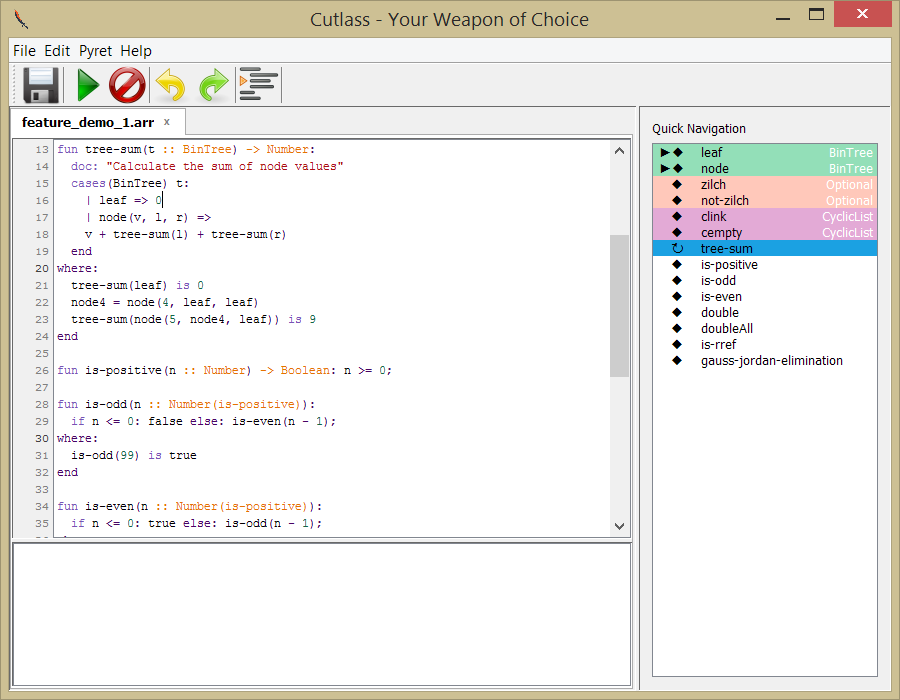 Cutlass - Your Weapon of Choice
File Edit Pyret Help
feature_demo_1.arr x
13 fun tree-sum(t :: BinTree) -> Number:
14 doc: "Calculate the sum of node values"
15 cases(BinTree) t:
16 | leaf => 0
17 | node(v, l, r) =>
18 v + tree-sum(l) + tree-sum(r)
19 end
20 where:
21 tree-sum(leaf) is 0
22 node4 = node(4, leaf, leaf)
23 tree-sum(node(5, node4, leaf)) is 9
24 end
25
26 fun is-positive(n :: Number) -> Boolean: n >= 0;
27
28 fun is-odd(n :: Number(is-positive)):
29 if n <= 0: false else: is-even(n - 1);
30 where:
31 is-odd(99) is true
32 end
33
34 fun is-even(n :: Number(is-positive)):
35 if n <= 0: true else: is-odd(n - 1);
Quick Navigation
leaf BinTree
node BinTree
zilch Optional
not-zilch Optional
clink CyclicList
cempty CyclicList
tree-sum
is-positive
is-odd
is-even
double
doubleAll
is-rref
gauss-jordan-elimination